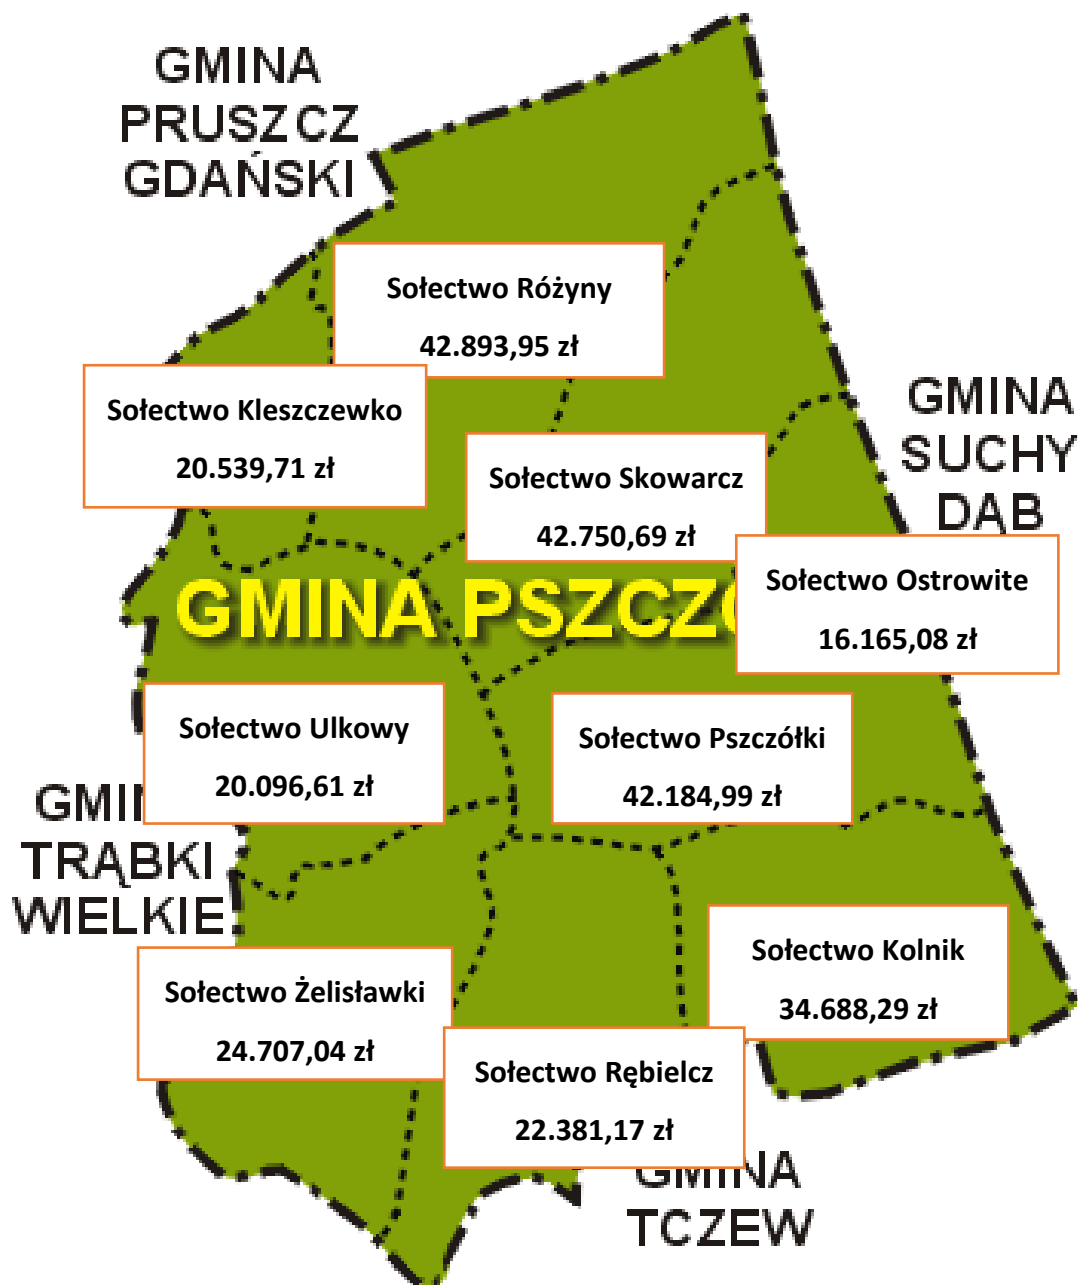 GMINA
PRUSZCZ
GDAŃSKI
Sołectwo Różyny
42.893,95 zł
Sołectwo Kleszczewko
20.539,71 zł
GMINA
SUCHY
DĄB
Sołectwo Skowarcz
42.750,69 zł
Sołectwo Ostrowite
16.165,08 zł
GMINA
Sołectwo Ulkowy
20.096,61 zł
Sołectwo Pszczółki
42.184,99 zł
TRĄBKI
WIELKIE
Sołectwo Kolnik
34.688,29 zł
Sołectwo Żelisławki
24.707,04 zł
Sołectwo Rębielcz
22.381,17 zł
GMINA
TCZEW